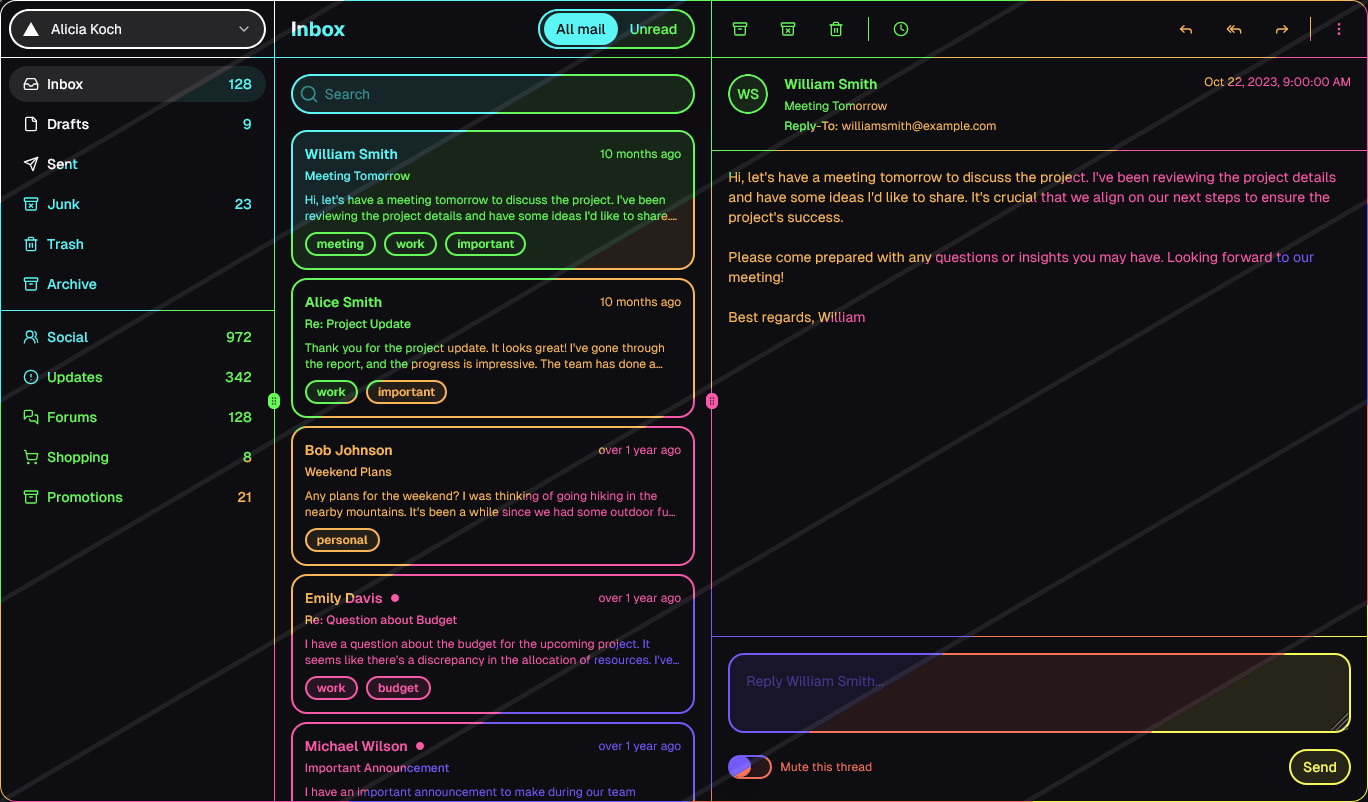 Alicia Koch
Inbox 128
Drafts 9
Sent
Junk 23
Trash
Archive
Social 972
Updates 342
Forums 128
Shopping 8
Promotions 21
Inbox
All mail Unread
Search
William Smith 10 months ago
Meeting Tomorrow
Hi, let's have a meeting tomorrow to discuss the project. I've been
reviewing the project details and have some ideas I'd like to share....
meeting work important
Alice Smith 10 months ago
Re: Project Update
Thank you for the project update. It looks great! I've gone through
the report, and the progress is impressive. The team has done a...
work important
Bob Johnson over 1 year ago
Weekend Plans
Any plans for the weekend? I was thinking of going hiking in the
nearby mountains. It's been a while since we had some outdoor fu...
personal
Emily Davis over 1 year ago
Re: Question about Budget
I have a question about the budget for the upcoming project. It
seems like there's a discrepancy in the allocation of resources. I've...
work budget
Michael Wilson over 1 year ago
Important Announcement
I have an important announcement to make during our team
WS
William Smith
Oct 22, 2023, 9:00:00 AM
Meeting Tomorrow
Reply-To: williamsmith@example.com
Hi, let's have a meeting tomorrow to discuss the project. I've been reviewing the project details
and have some ideas I'd like to share. It's crucial that we align on our next steps to ensure the
project's success.
Please come prepared with any questions or insights you may have. Looking forward to our
meeting!
Best regards, William
Reply William Smith...
Mute this thread
Send